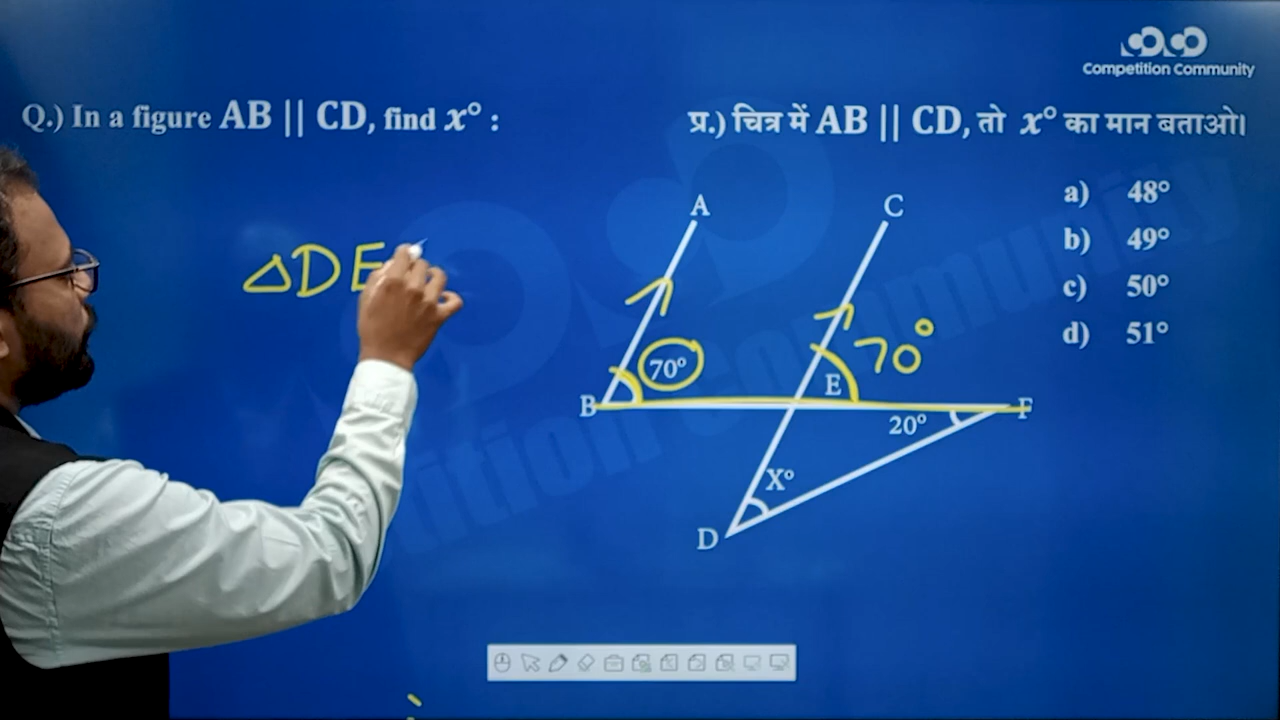 Competition Community
Q.) In a figure AB || CD, find x° :
प्र.) चित्र में AB || CD, तो x° का मान बताओ।
a) 48°
b) 49°
c) 50°
d) 51°
A
C
ΔDE
70°
70°
E
B
F
20°
X°
D